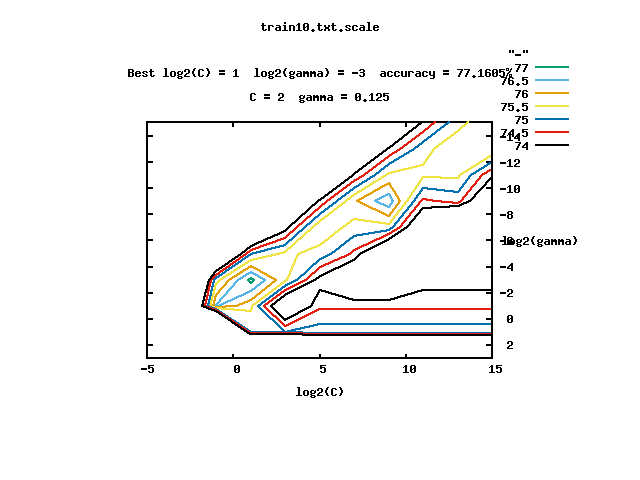 train10.txt.scale
"-"
Best log2(C) = 1  log2(gamma) = -3  accuracy = 77.1605%
C = 2  gamma = 0.125
77
76.5
76
75.5
75
74.5
74
-14
-12
-10
-8
-6
log2(gamma)
-4
-2
0
2
-5 0 5 10 15
log2(C)